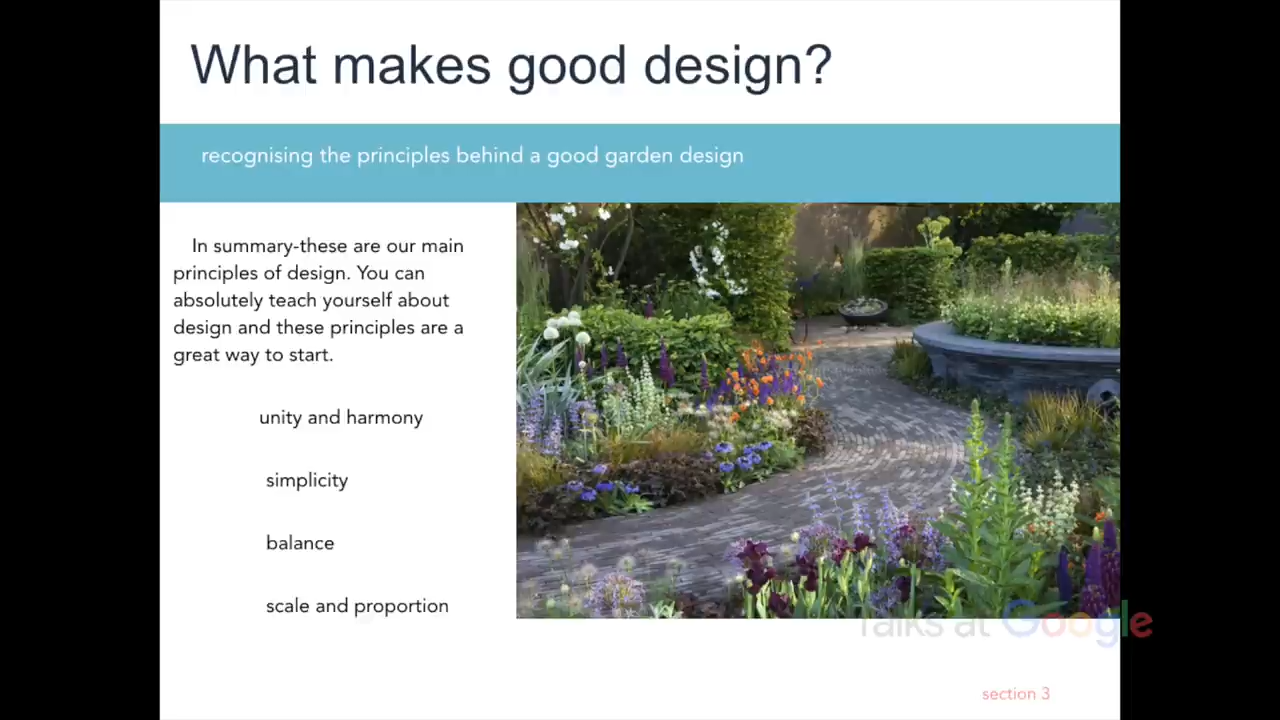 What makes good design?
recognising the principles behind a good garden design
In summary-these are our main
principles of design. You can
absolutely teach yourself about
design and these principles are a
great way to start.
unity and harmony
simplicity
balance
scale and proportion
Talks at Google
section 3